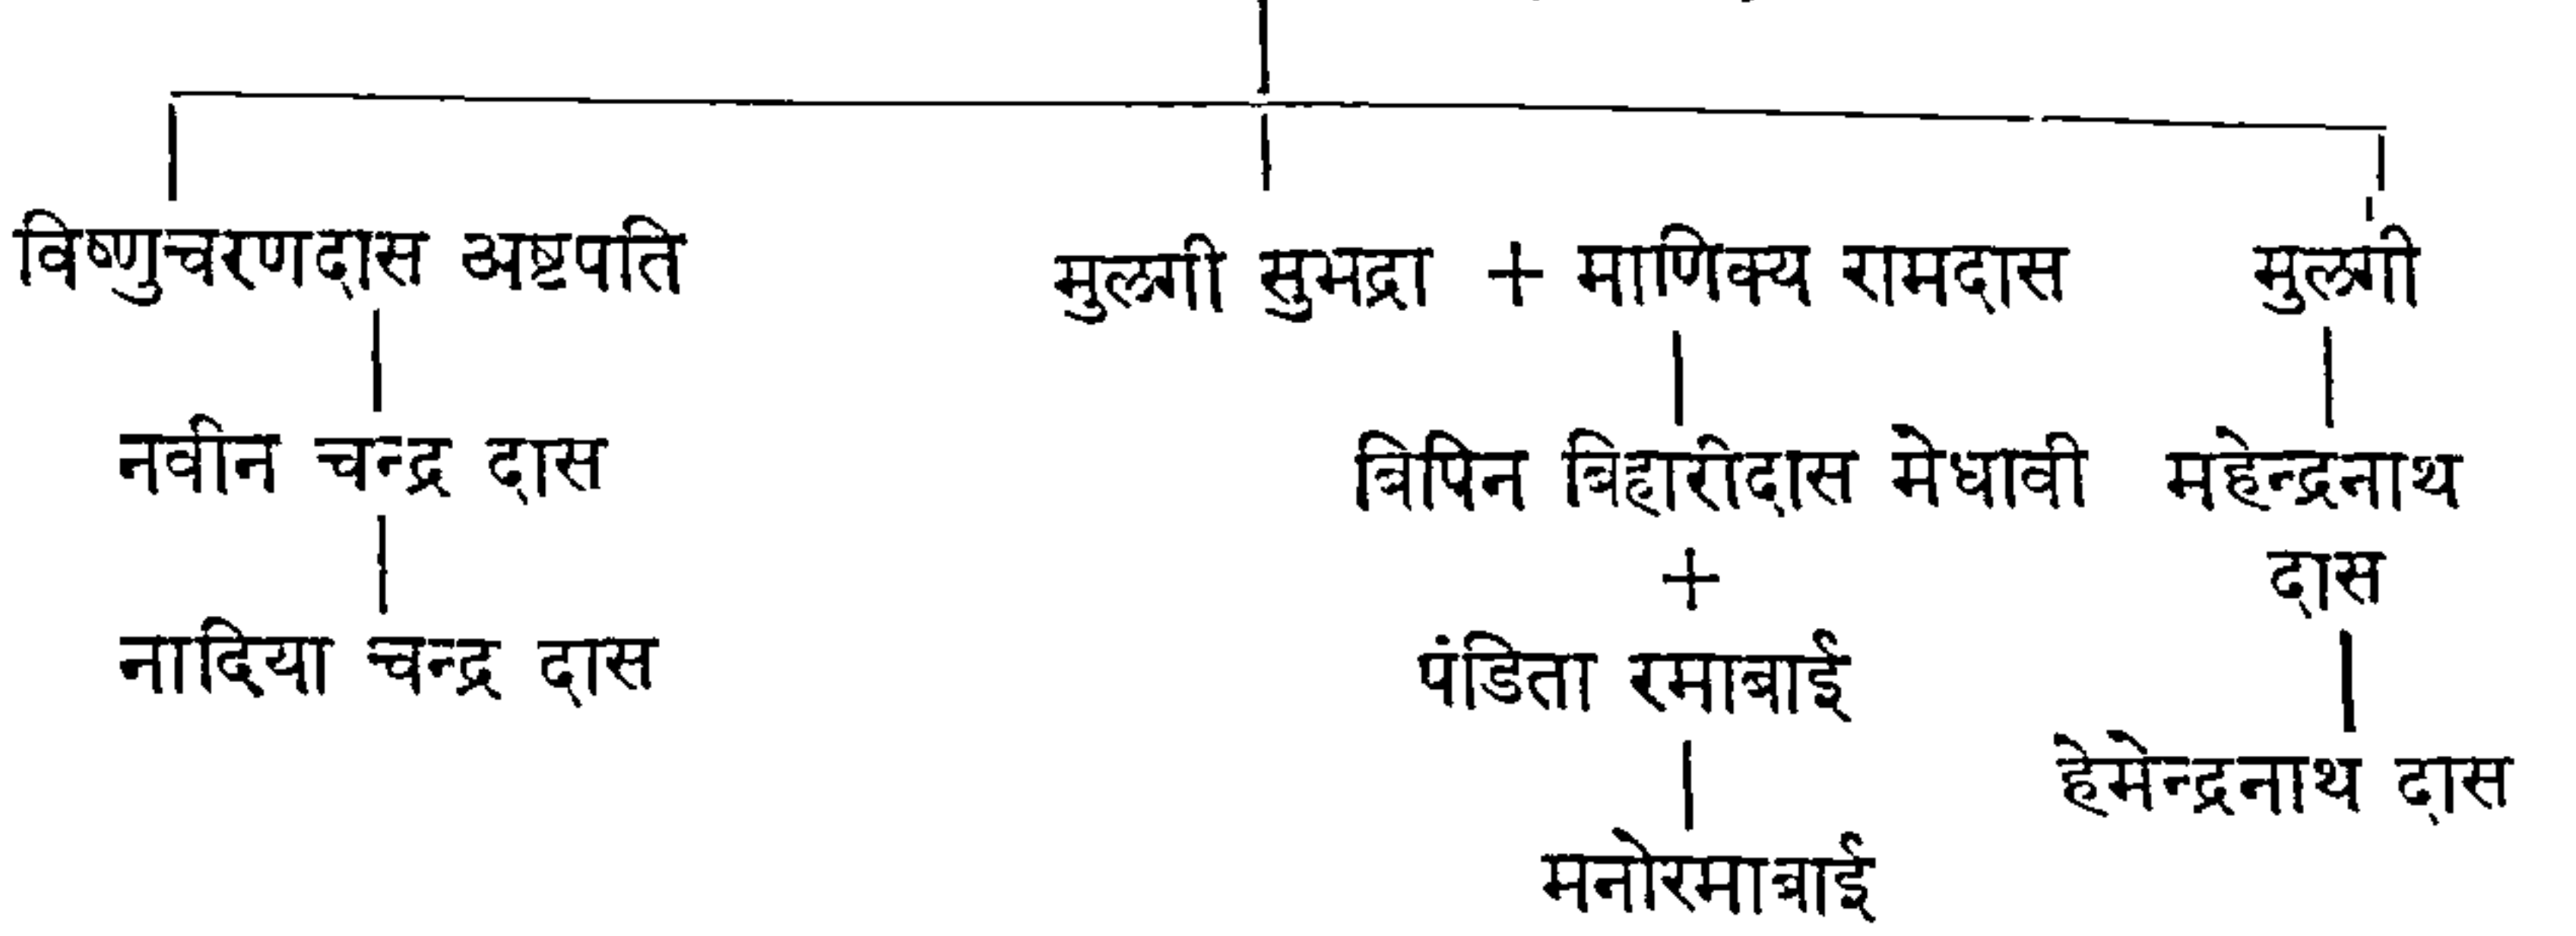 विष्णुचरणदास अष्टपति मुलगी सुभद्रा + माणिक्य रामदास मुलगी
नवीन चन्द्र दास बिपिन बिहारीदास मेधावी महेन्द्रनाथ
+ दास
नादिया चन्द्र दास पंडिता रमाबाई
हेमेन्द्रनाथ दास
मनोरमाबाई